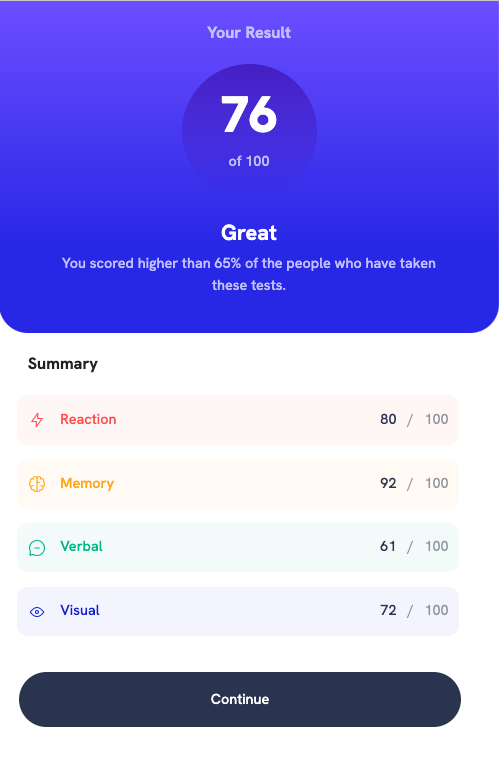 Your Result
76
of 100
Great
You scored higher than 65% of the people who have taken
these tests.
Summary
Reaction 80 / 100
Memory 92 / 100
Verbal 61 / 100
Visual 72 / 100
Continue